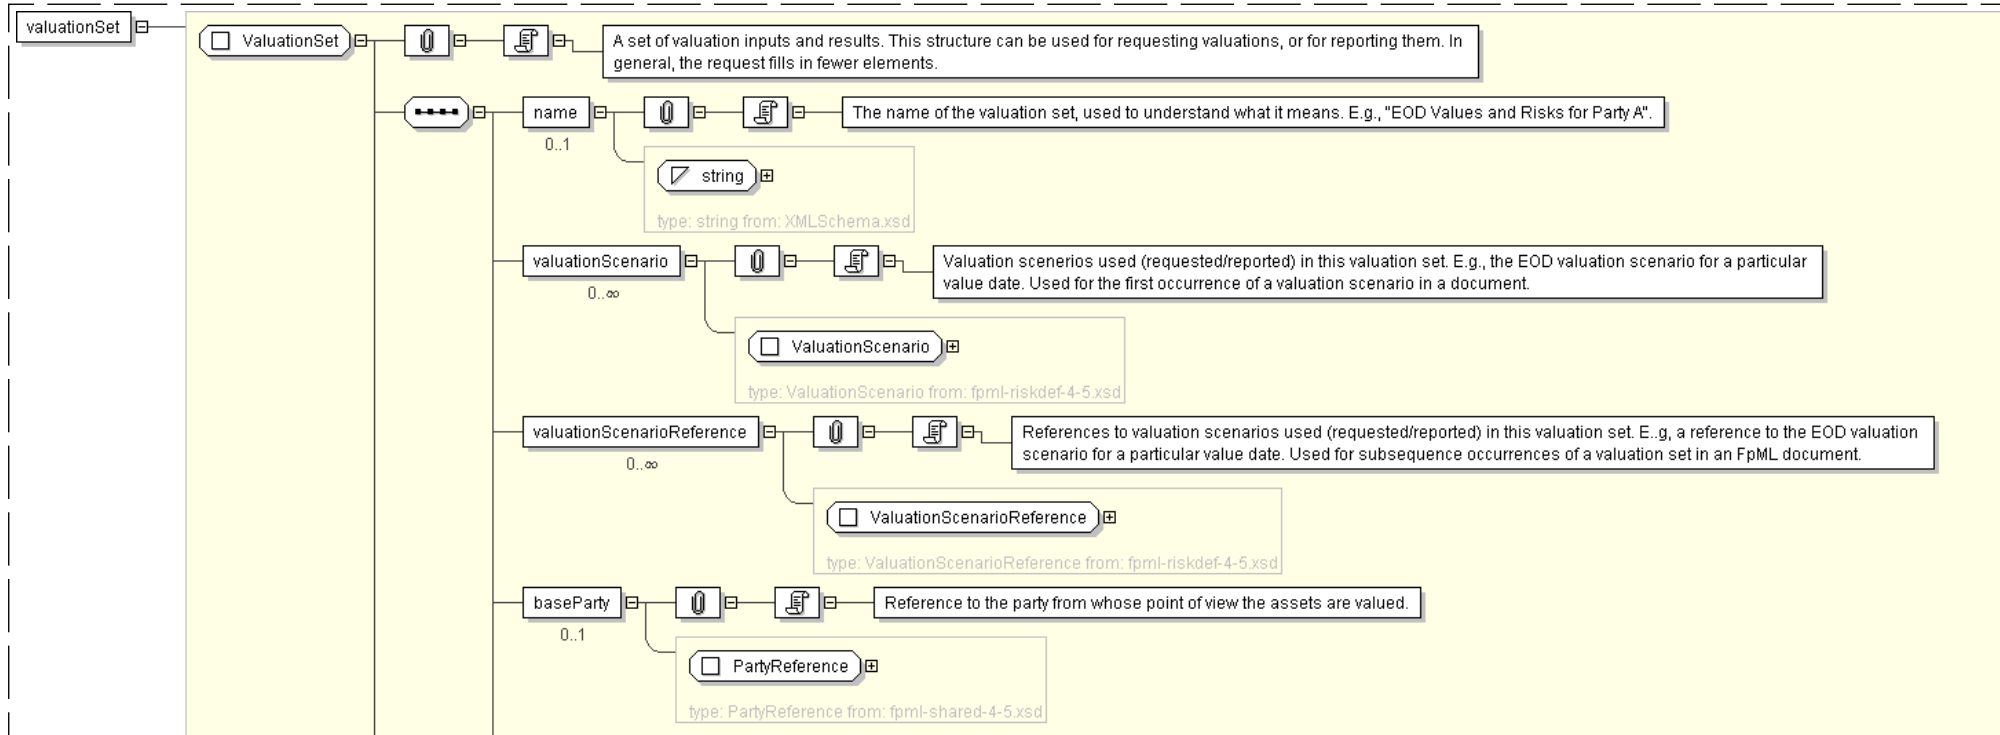 valuationSet
ValuationSet
A set of valuation inputs and results. This structure can be used for requesting valuations, or for reporting them. In
general, the request fills in fewer elements.
name
The name of the valuation set, used to understand what it means. E.g., "EOD Values and Risks for Party A".
0..1
string
type: string from: XMLSchema.xsd
valuationScenario
Valuation scenerios used (requested/reported) in this valuation set. E.g., the EOD valuation scenario for a particular
value date. Used for the first occurrence of a valuation scenario in a document.
0..∞
ValuationScenario
type: ValuationScenario from: fpml-riskdef-4-5.xsd
valuationScenarioReference
References to valuation scenarios used (requested/reported) in this valuation set. E..g, a reference to the EOD valuation
scenario for a particular value date. Used for subsequence occurrences of a valuation set in an FpML document.
0..∞
ValuationScenarioReference
type: ValuationScenarioReference from: fpml-riskdef-4-5.xsd
baseParty
Reference to the party from whose point of view the assets are valued.
0..1
PartyReference
type: PartyReference from: fpml-shared-4-5.xsd